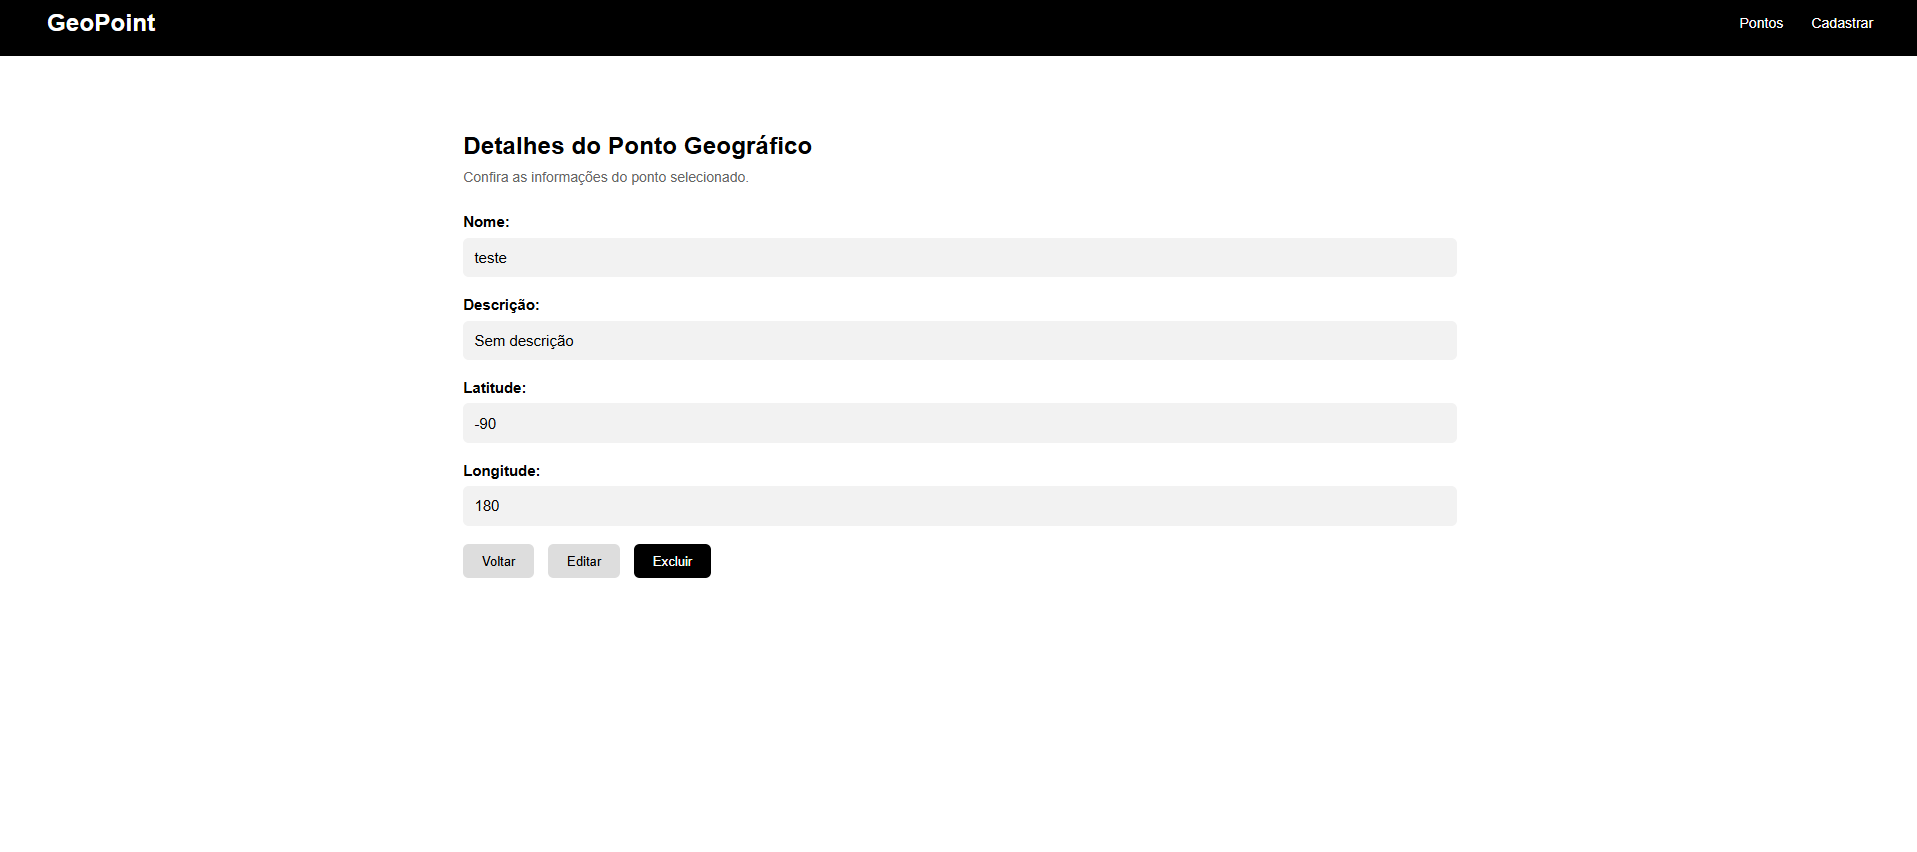 GeoPoint
Pontos
Cadastrar
Detalhes do Ponto Geográfico
Confira as informações do ponto selecionado.
Nome:
teste
Descrição:
Sem descrição
Latitude:
-90
Longitude:
180
Voltar
Editar
Excluir